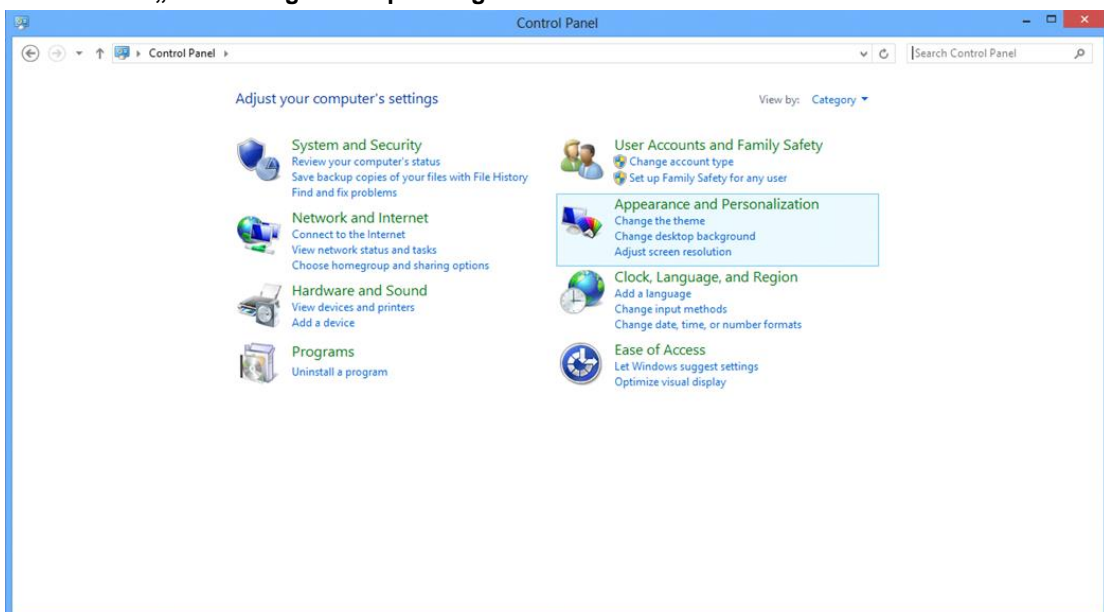 Control Panel
Control Panel
Search Control Panel
Adjust your computer's settings
View by: Category
System and Security
Review your computer's status
Save backup copies of your files with File History
Find and fix problems
Network and Internet
Connect to the Internet
View network status and tasks
Choose homegroup and sharing options
Hardware and Sound
View devices and printers
Add a device
Programs
Uninstall a program
User Accounts and Family Safety
Change account type
Set up Family Safety for any user
Appearance and Personalization
Change the theme
Change desktop background
Adjust screen resolution
Clock, Language, and Region
Add a language
Change input methods
Change date, time, or number formats
Ease of Access
Let Windows suggest settings
Optimize visual display